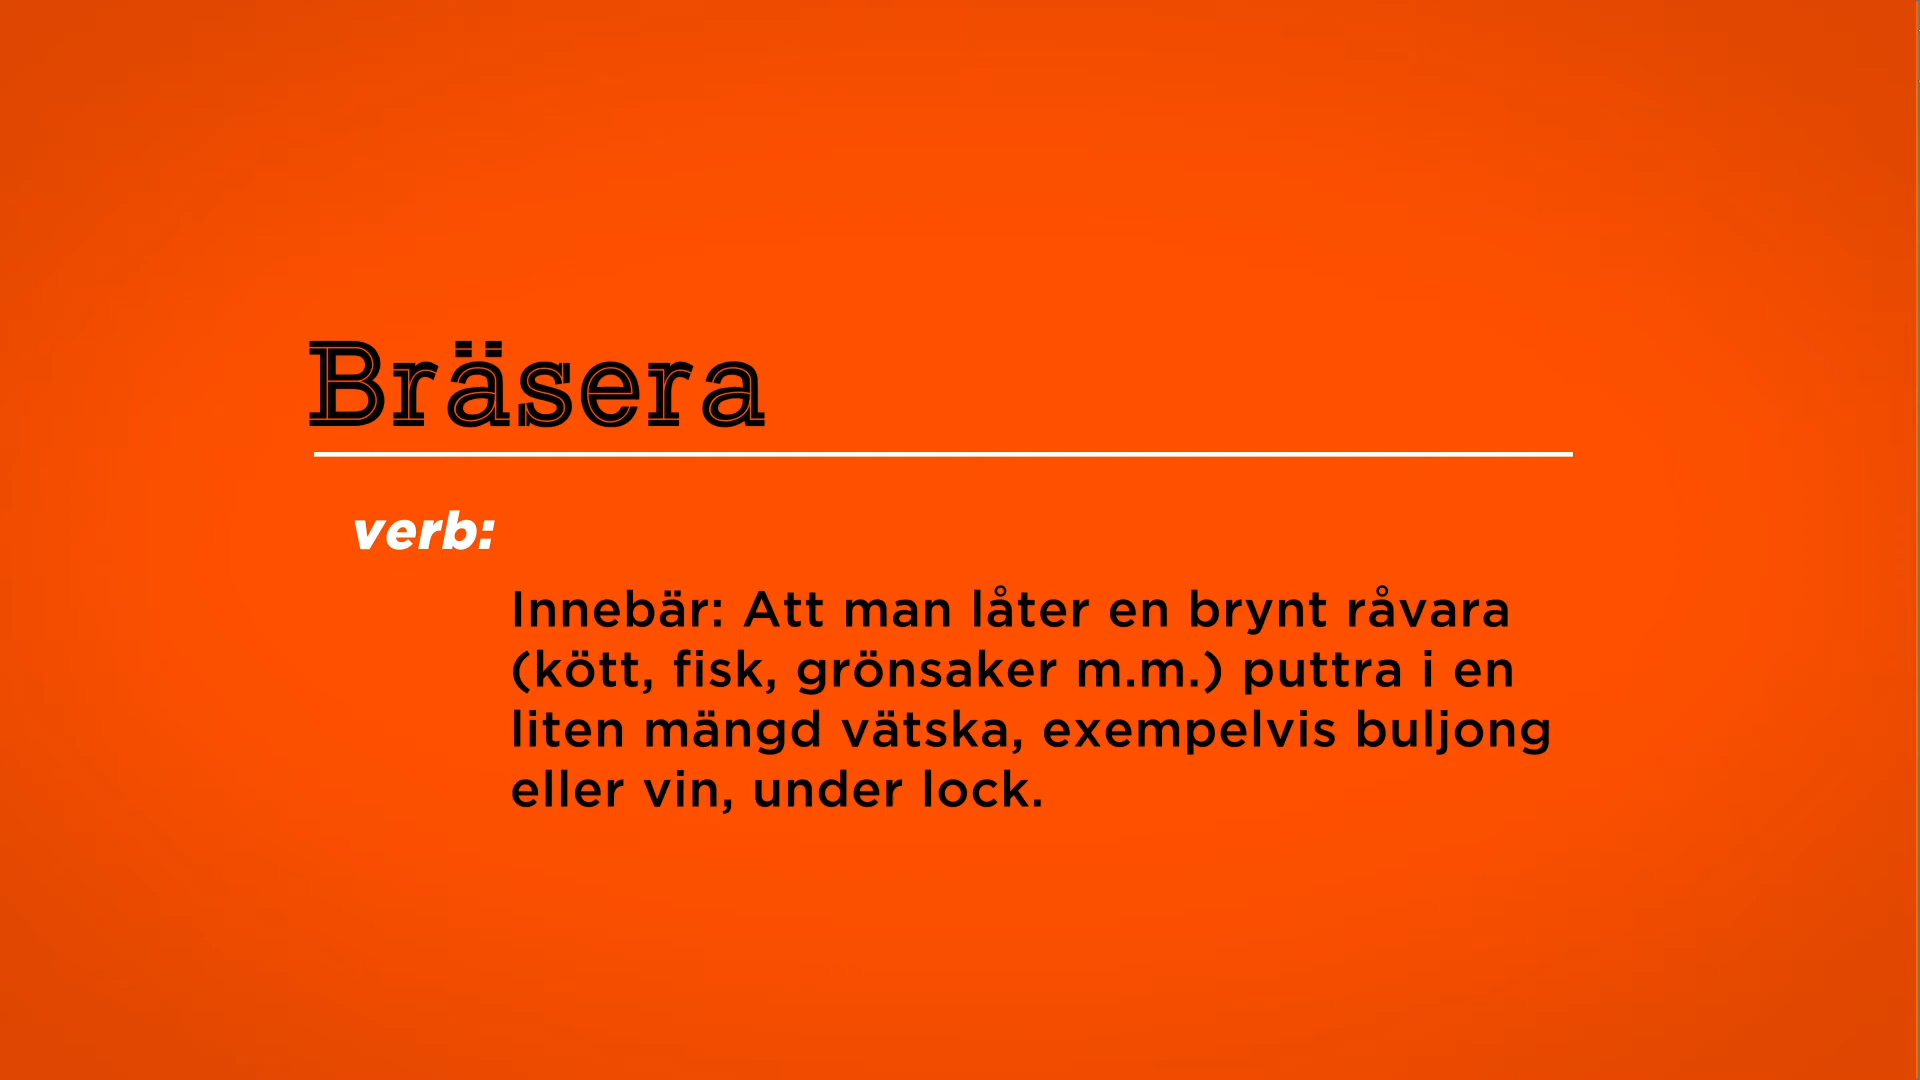 Bräsera
verb:
Innebär: Att man låter en brynt råvara
(kött, fisk, grönsaker m.m.) puttra i en
liten mängd vätska, exempelvis buljong
eller vin, under lock.